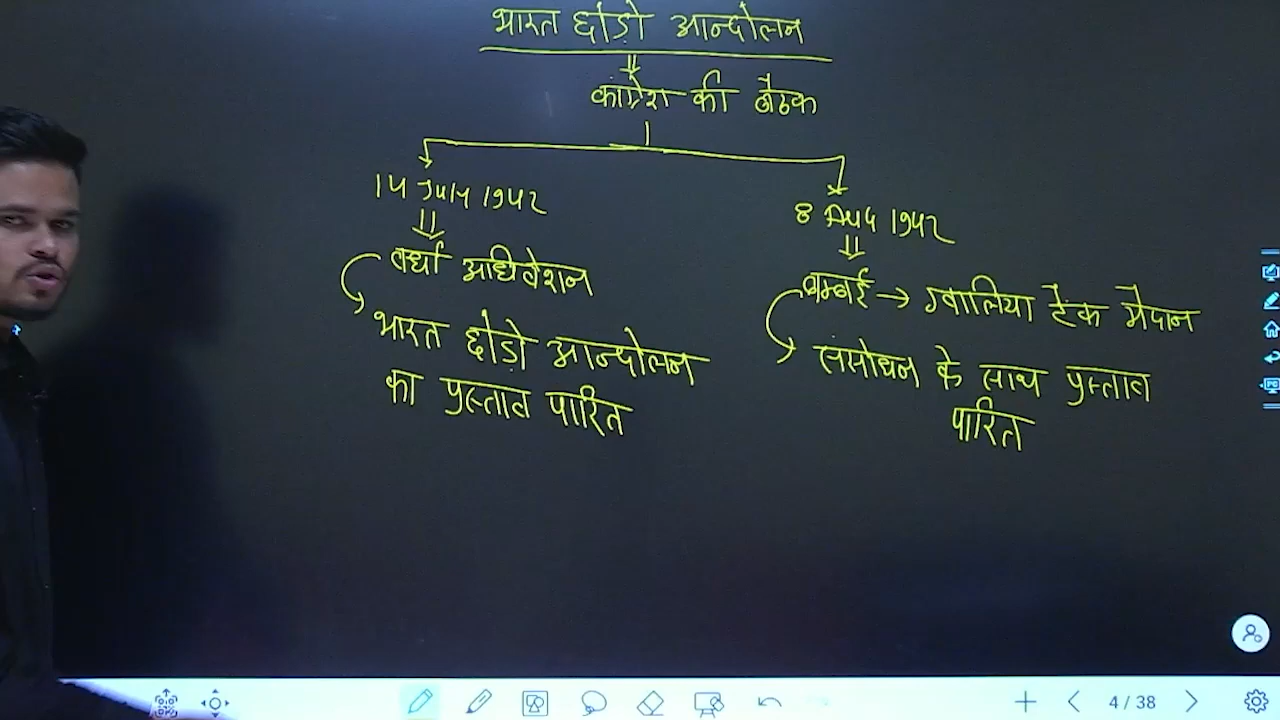 भारत छोड़ो आन्दोलन
कांग्रेस की बैठक
14 July 1942
वर्धा अधिवेशन
भारत छोड़ो आन्दोलन
का प्रस्ताव पारित
8 Aug 1942
बम्बई → ग्वालिया टैंक मैदान
संसोधन के साथ प्रस्ताव
पारित
4 / 38